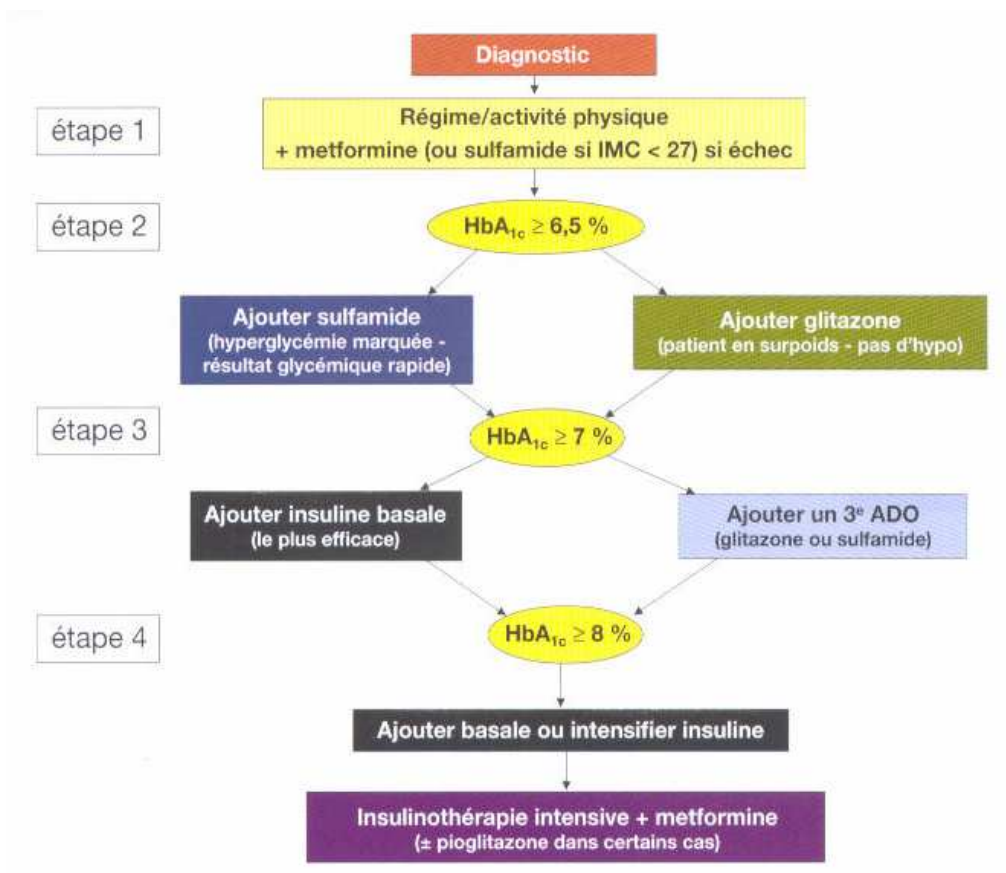 Diagnostic
étape 1
Régime/activité physique
+ metformine (ou sulfamide si IMC < 27) si échec
étape 2
HbA1c ≥ 6,5 %
Ajouter sulfamide
(hyperglycémie marquée -
résultat glycémique rapide)
Ajouter glitazone
(patient en surpoids - pas d'hypo)
étape 3
HbA1c ≥ 7 %
Ajouter insuline basale
(le plus efficace)
Ajouter un 3e ADO
(glitazone ou sulfamide)
étape 4
HbA1c ≥ 8 %
Ajouter basale ou intensifier insuline
Insulinothérapie intensive + metformine
(± pioglitazone dans certains cas)